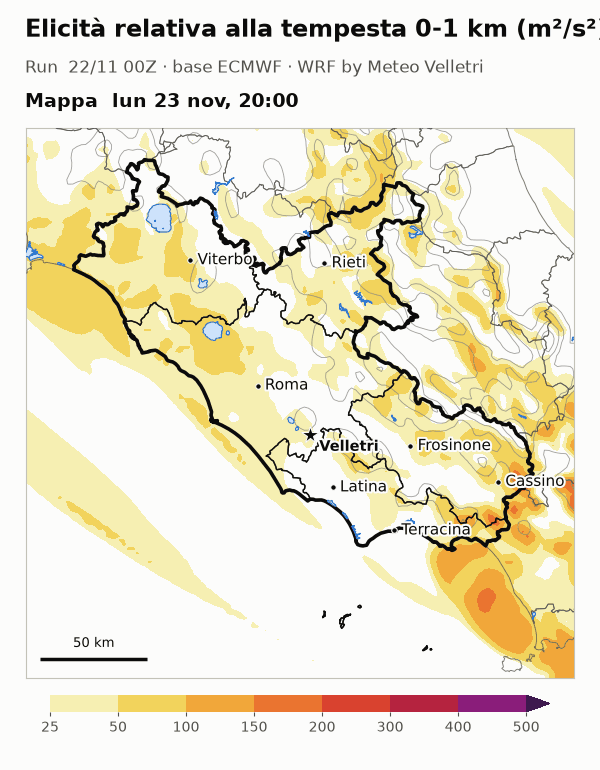 Elicità relativa alla tempesta 0-1 km (m²/s²)
Run  22/11 00Z · base ECMWF · WRF by Meteo Velletri
Mappa  lun 23 nov, 20:00
Viterbo
Rieti
Roma
Velletri
Frosinone
Cassino
Latina
Terracina
50 km
25 50 100 150 200 300 400 500